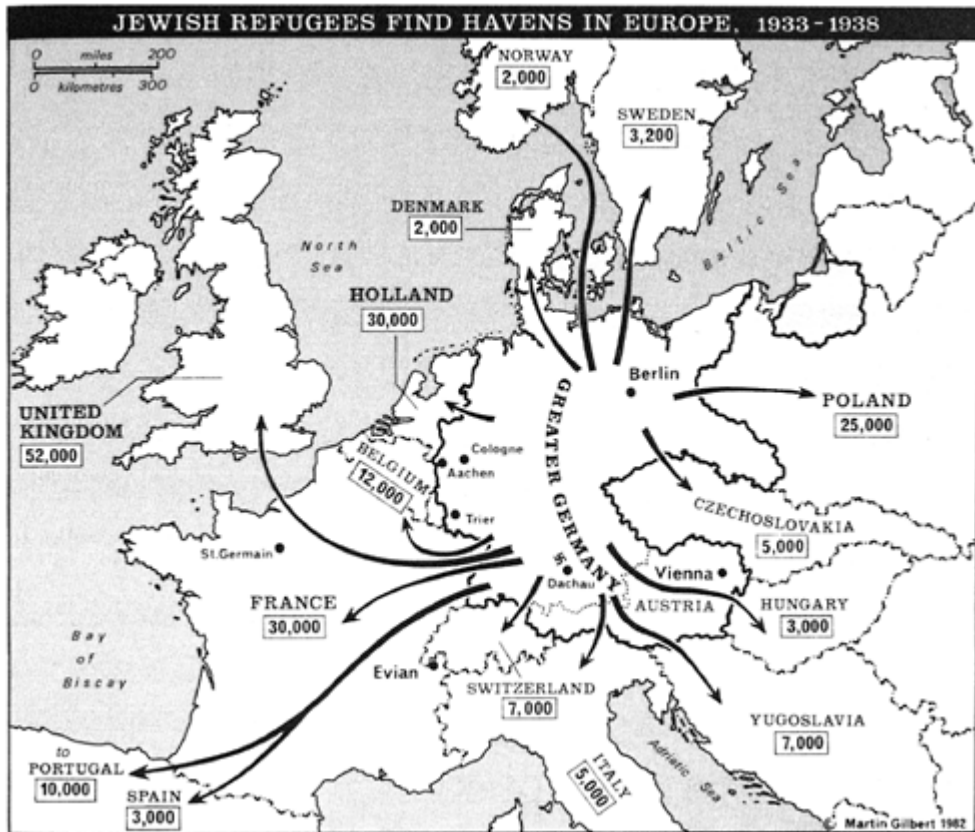 JEWISH REFUGEES FIND HAVENS IN EUROPE, 1933-1938
0 miles 200
0 kilometres 300
NORWAY
2,000
SWEDEN
3,200
DENMARK
2,000
North
Sea
Baltic Sea
HOLLAND
30,000
UNITED
KINGDOM
52,000
Berlin
POLAND
25,000
GREATER GERMANY
Cologne
Aachen
BELGIUM
12,000
Trier
CZECHOSLOVAKIA
5,000
St. Germain
Dachau
Vienna
AUSTRIA
HUNGARY
3,000
FRANCE
30,000
Bay
of
Biscay
Evian
SWITZERLAND
7,000
YUGOSLAVIA
7,000
ITALY
5,000
Adriatic Sea
to
PORTUGAL
10,000
SPAIN
3,000
© Martin Gilbert 1982